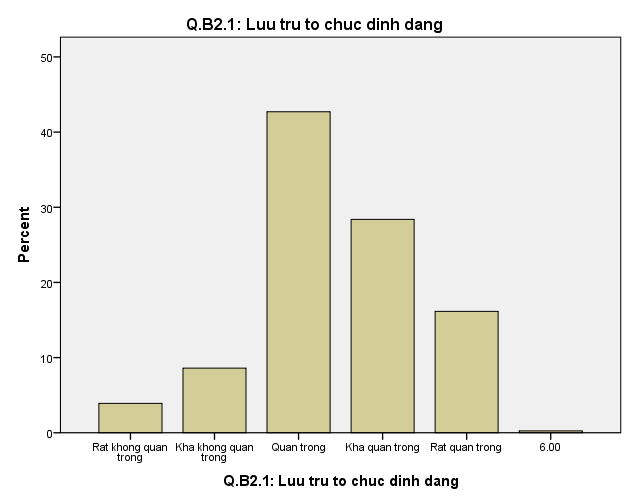 Q.B2.1: Luu tru to chuc dinh dang
50
40
30
20
10
0
Percent
Rat khong quan
trong
Kha khong quan
trong
Quan trong
Kha quan trong
Rat quan trong
6.00
Q.B2.1: Luu tru to chuc dinh dang